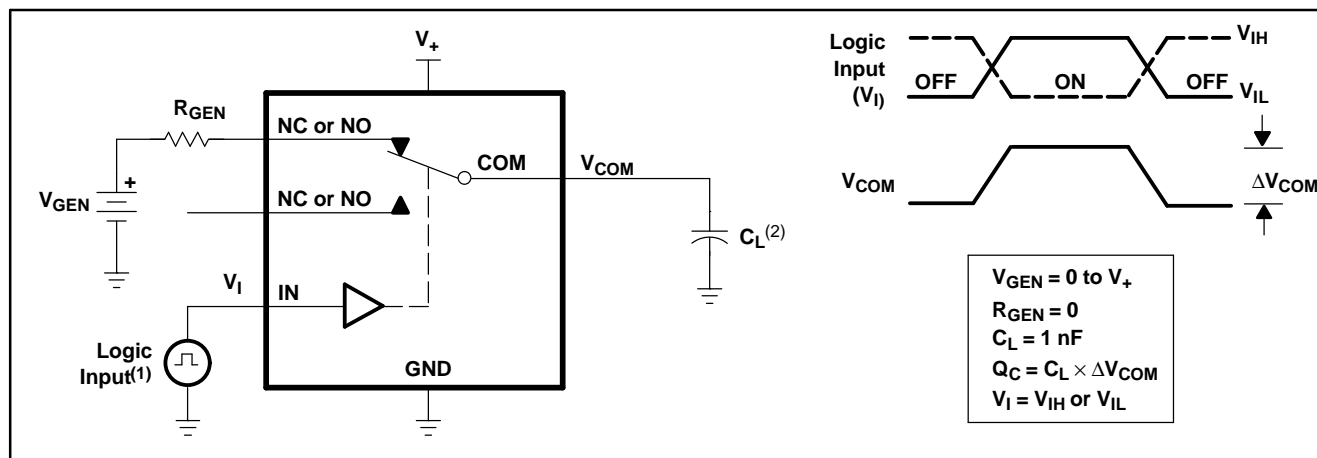 V+
RGEN
NC or NO
COM
VCOM
VGEN
+
NC or NO
CL(2)
VI
IN
Logic
Input(1)
GND
Logic
Input
(VI)
VIH
OFF
ON
OFF
VIL
VCOM
ΔVCOM
VGEN = 0 to V+
RGEN = 0
CL = 1 nF
QC = CL × ΔVCOM
VI = VIH or VIL